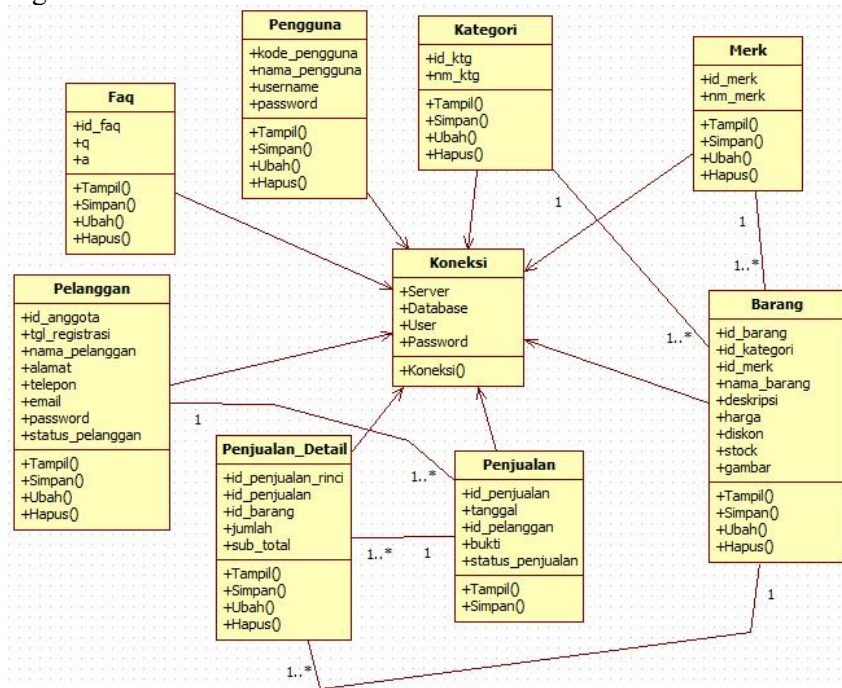 Pengguna
+kode_pengguna
+nama_pengguna
+username
+password
+Tampil()
+Simpan()
+Ubah()
+Hapus()
Kategori
+id_ktg
+nm_ktg
+Tampil()
+Simpan()
+Ubah()
+Hapus()
Merk
+id_merk
+nm_merk
+Tampil()
+Simpan()
+Ubah()
+Hapus()
Faq
+id_faq
+q
+a
+Tampil()
+Simpan()
+Ubah()
+Hapus()
1
1
1..*
1..*
Koneksi
+Server
+Database
+User
+Password
+Koneksi()
Pelanggan
+id_anggota
+tgl_registrasi
+nama_pelanggan
+alamat
+telepon
+email
+password
+status_pelanggan
+Tampil()
+Simpan()
+Ubah()
+Hapus()
Barang
+id_barang
+id_kategori
+id_merk
+nama_barang
+deskripsi
+harga
+diskon
+stock
+gambar
+Tampil()
+Simpan()
+Ubah()
+Hapus()
1
1..*
Penjualan_Detail
+id_penjualan_rinci
+id_penjualan
+id_barang
+jumlah
+sub_total
+Tampil()
+Simpan()
+Ubah()
+Hapus()
1..*
1
Penjualan
+id_penjualan
+tanggal
+id_pelanggan
+bukti
+status_penjualan
+Tampil()
+Simpan()
1
1..*